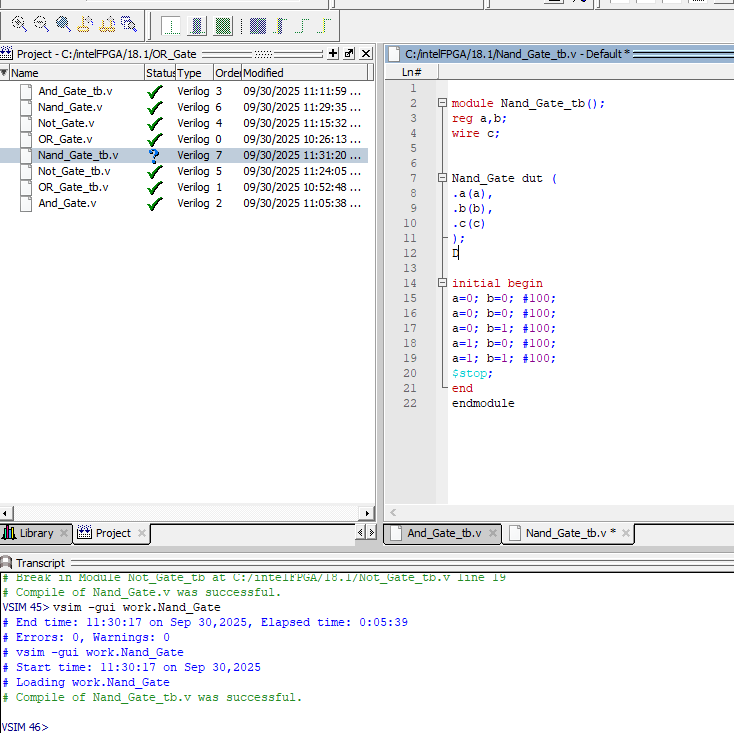 Project - C:/intelFPGA/18.1/OR_Gate
Name Status Type Order Modified
And_Gate_tb.v Verilog 3 09/30/2025 11:11:59 ...
Nand_Gate.v Verilog 6 09/30/2025 11:29:35 ...
Not_Gate.v Verilog 4 09/30/2025 11:15:32 ...
OR_Gate.v Verilog 0 09/30/2025 10:26:13 ...
Nand_Gate_tb.v ? Verilog 7 09/30/2025 11:31:20 ...
Not_Gate_tb.v Verilog 5 09/30/2025 11:24:05 ...
OR_Gate_tb.v Verilog 1 09/30/2025 10:52:48 ...
And_Gate.v Verilog 2 09/30/2025 11:05:38 ...
Library Project
C:/intelFPGA/18.1/Nand_Gate_tb.v - Default *
Ln#
1
2 module Nand_Gate_tb();
3 reg a,b;
4 wire c;
5
6
7 Nand_Gate dut (
8 .a(a),
9 .b(b),
10 .c(c)
11 );
12 D
13
14 initial begin
15 a=0; b=0; #100;
16 a=0; b=0; #100;
17 a=0; b=1; #100;
18 a=1; b=0; #100;
19 a=1; b=1; #100;
20 $stop;
21 end
22 endmodule
And_Gate_tb.v Nand_Gate_tb.v *
Transcript
# Break in Module Not_Gate_tb at C:/intelFPGA/18.1/Not_Gate_tb.v line 19
# Compile of Nand_Gate.v was successful.
VSIM 45> vsim -gui work.Nand_Gate
# End time: 11:30:17 on Sep 30,2025, Elapsed time: 0:05:39
# Errors: 0, Warnings: 0
# vsim -gui work.Nand_Gate
# Start time: 11:30:17 on Sep 30,2025
# Loading work.Nand_Gate
# Compile of Nand_Gate_tb.v was successful.
VSIM 46>